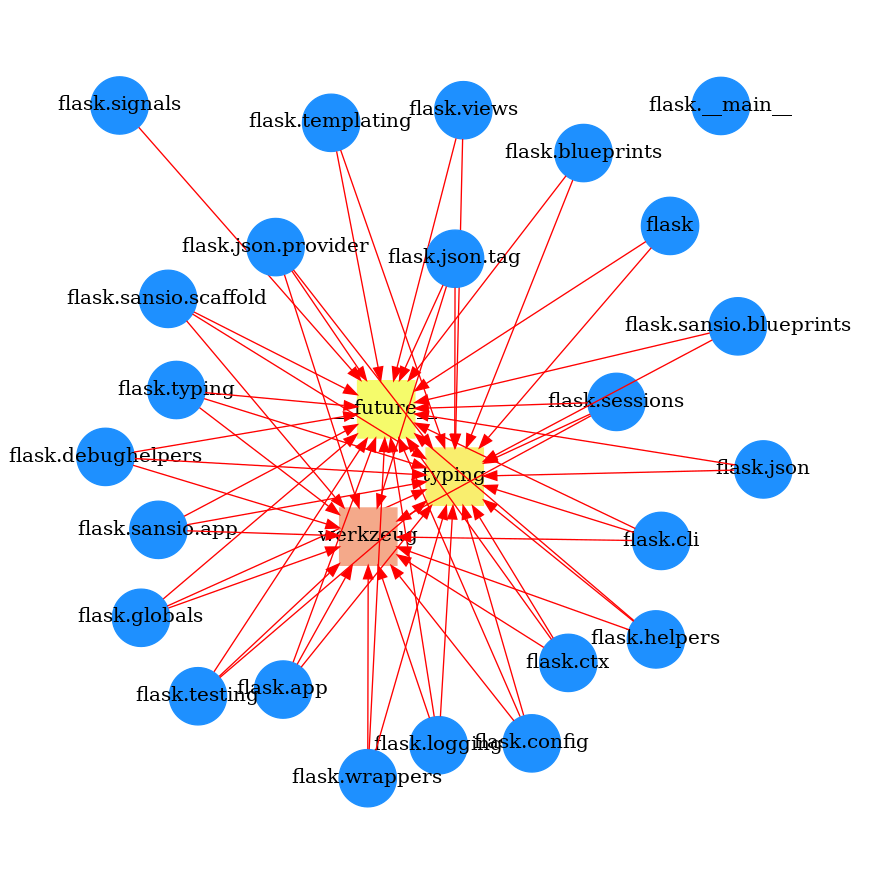 flask.signals
flask.templating
flask.views
flask.__main__
flask.blueprints
flask
flask.json.provider
flask.json.tag
flask.sansio.scaffold
flask.sansio.blueprints
flask.typing
flask.sessions
__future__
flask.debughelpers
typing
flask.json
flask.sansio.app
werkzeug
flask.cli
flask.globals
flask.helpers
flask.ctx
flask.testing
flask.app
flask.logging
flask.config
flask.wrappers